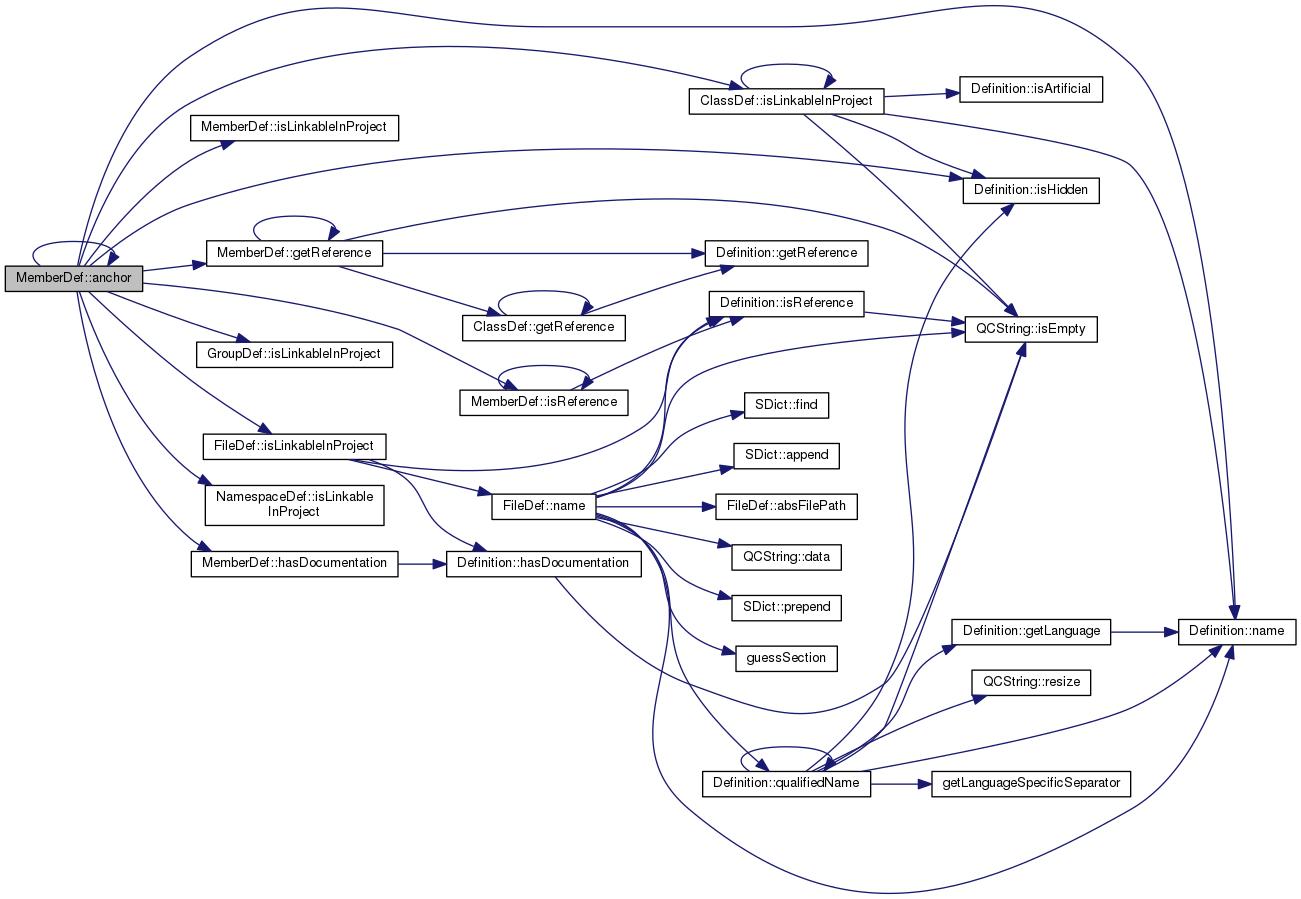 MemberDef::anchor
MemberDef::isLinkableInProject
MemberDef::getReference
GroupDef::isLinkableInProject
FileDef::isLinkableInProject
NamespaceDef::isLinkable
InProject
MemberDef::hasDocumentation
ClassDef::getReference
MemberDef::isReference
FileDef::name
Definition::hasDocumentation
ClassDef::isLinkableInProject
Definition::getReference
Definition::isReference
SDict::find
SDict::append
FileDef::absFilePath
QCString::data
SDict::prepend
guessSection
Definition::qualifiedName
Definition::isArtificial
Definition::isHidden
QCString::isEmpty
Definition::getLanguage
QCString::resize
getLanguageSpecificSeparator
Definition::name